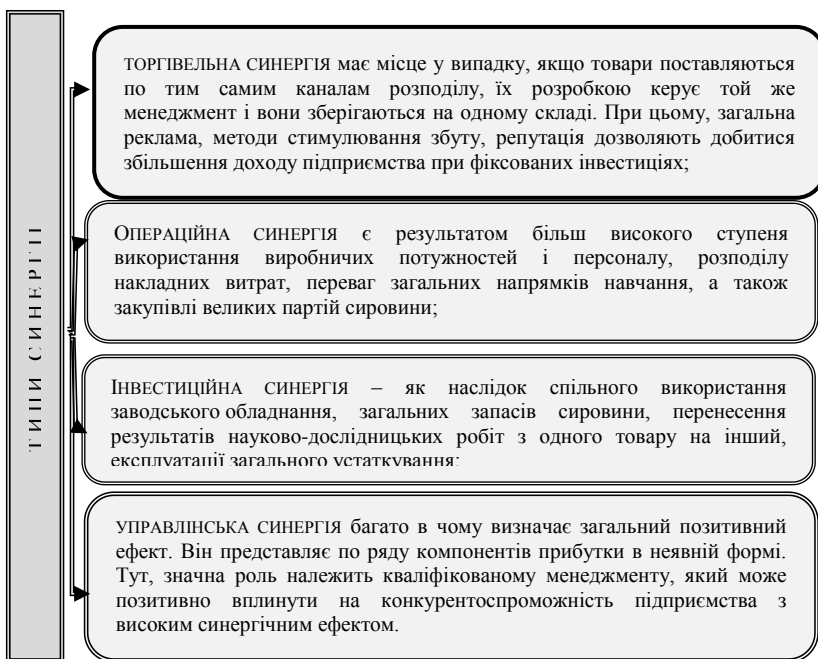 ТИПИ СИНЕРГІЇ
ТОРГІВЕЛЬНА СИНЕРГІЯ має місце у випадку, якщо товари поставляються
по тим самим каналам розподілу, їх розробкою керує той же
менеджмент і вони зберігаються на одному складі. При цьому, загальна
реклама, методи стимулювання збуту, репутація дозволяють добитися
збільшення доходу підприємства при фіксованих інвестиціях;
ОПЕРАЦІЙНА СИНЕРГІЯ є результатом більш високого ступеня
використання виробничих потужностей і персоналу, розподілу
накладних витрат, переваг загальних напрямків навчання, а також
закупівлі великих партій сировини;
ІНВЕСТИЦІЙНА СИНЕРГІЯ – як наслідок спільного використання
заводського обладнання, загальних запасів сировини, перенесення
результатів науково-дослідницьких робіт з одного товару на інший,
експлуатації загального устаткування;
УПРАВЛІНСЬКА СИНЕРГІЯ багато в чому визначає загальний позитивний
ефект. Він представляє по ряду компонентів прибутки в неявній формі.
Тут, значна роль належить кваліфікованому менеджменту, який може
позитивно вплинути на конкурентоспроможність підприємства з
високим синергічним ефектом.